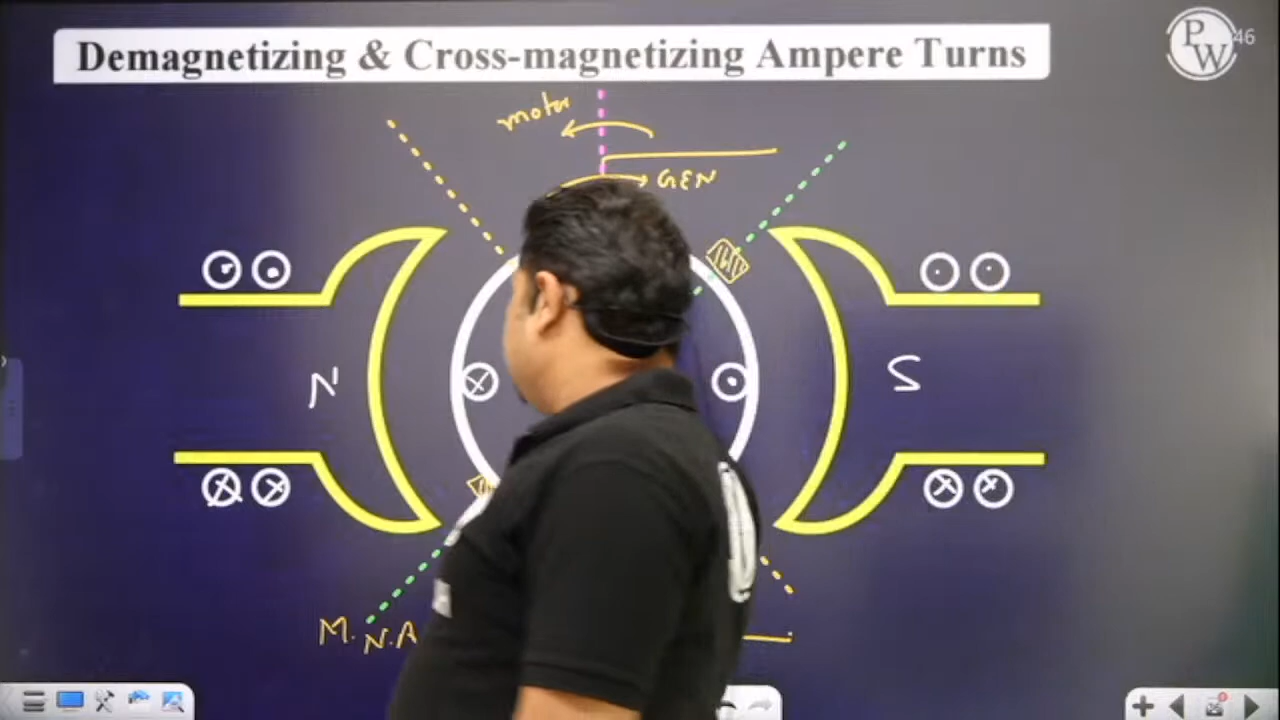 Demagnetizing & Cross-magnetizing Ampere Turns
PW
46
motor
GEN
N
S
M.N.A